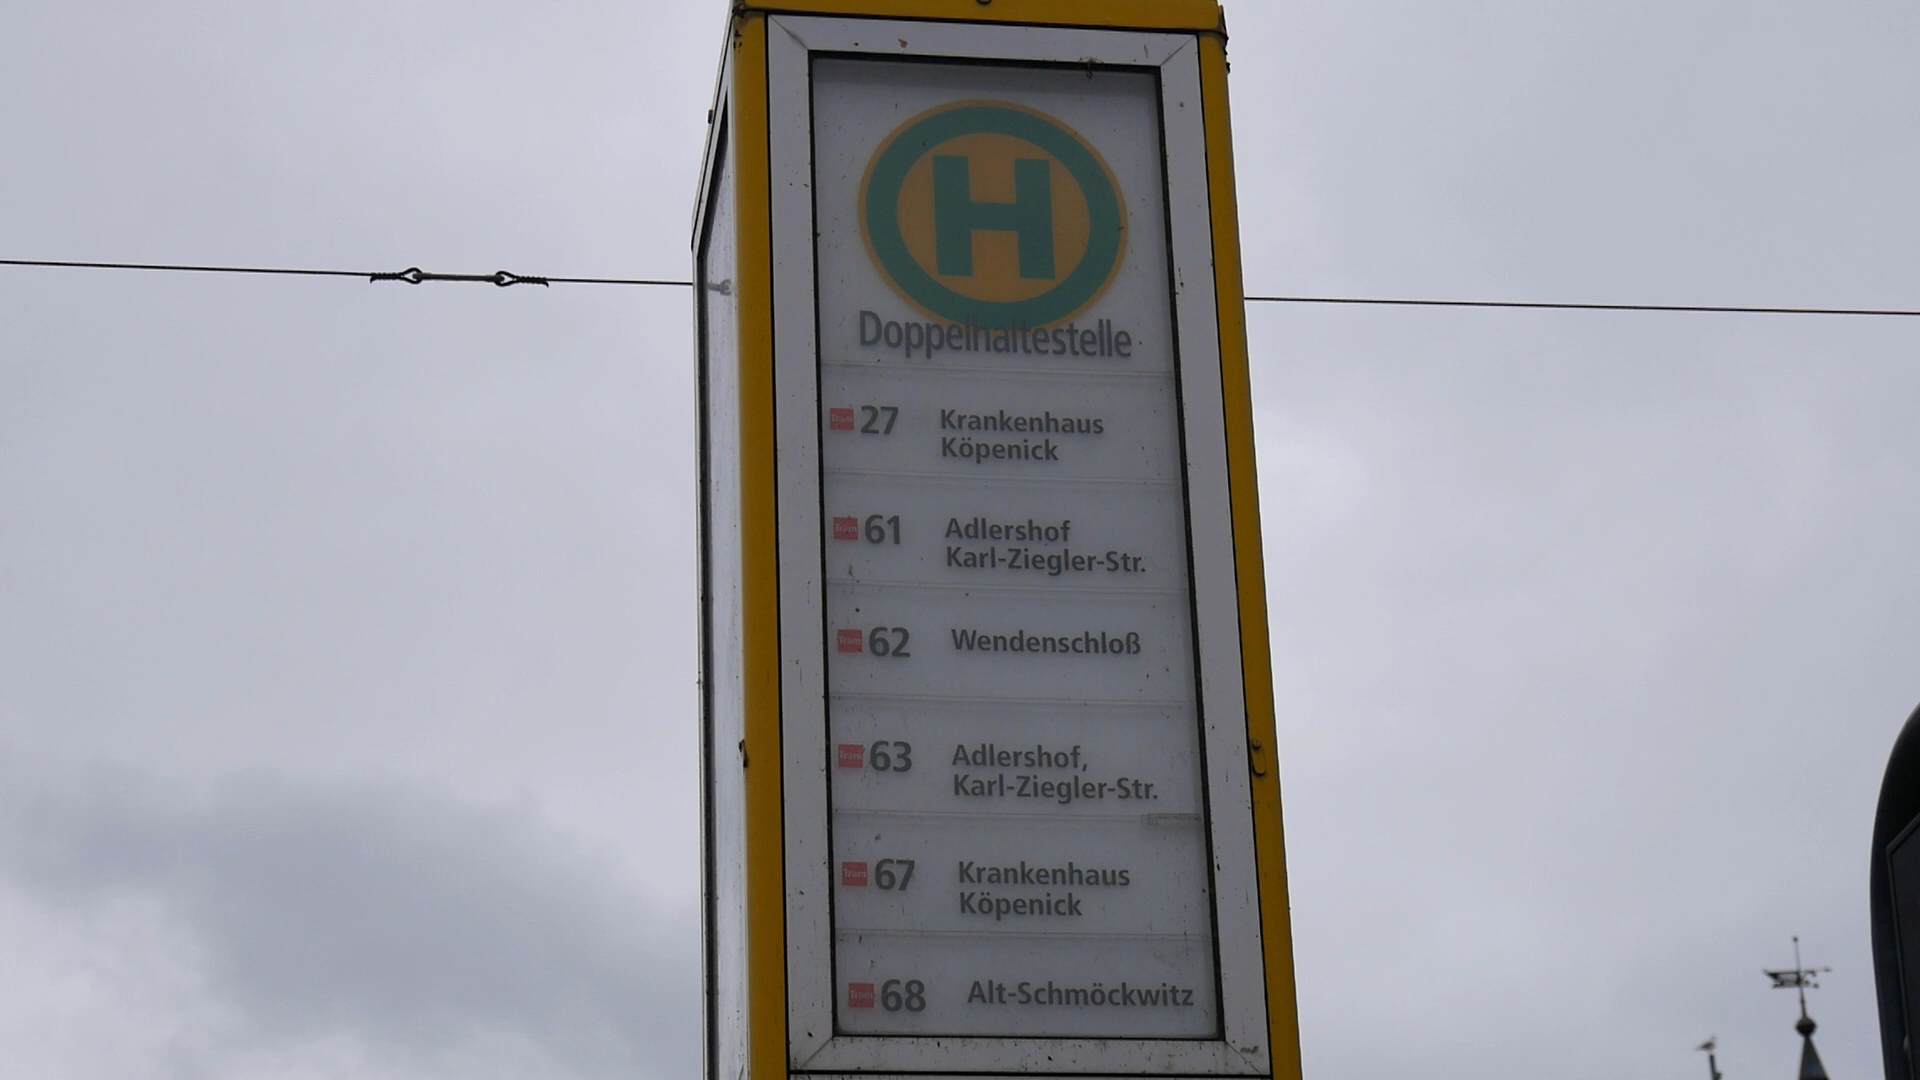 H
Doppelhaltestelle
Tram 27 Krankenhaus
Köpenick
Tram 61 Adlershof
Karl-Ziegler-Str.
Tram 62 Wendenschloß
Tram 63 Adlershof,
Karl-Ziegler-Str.
Tram 67 Krankenhaus
Köpenick
Tram 68 Alt-Schmöckwitz